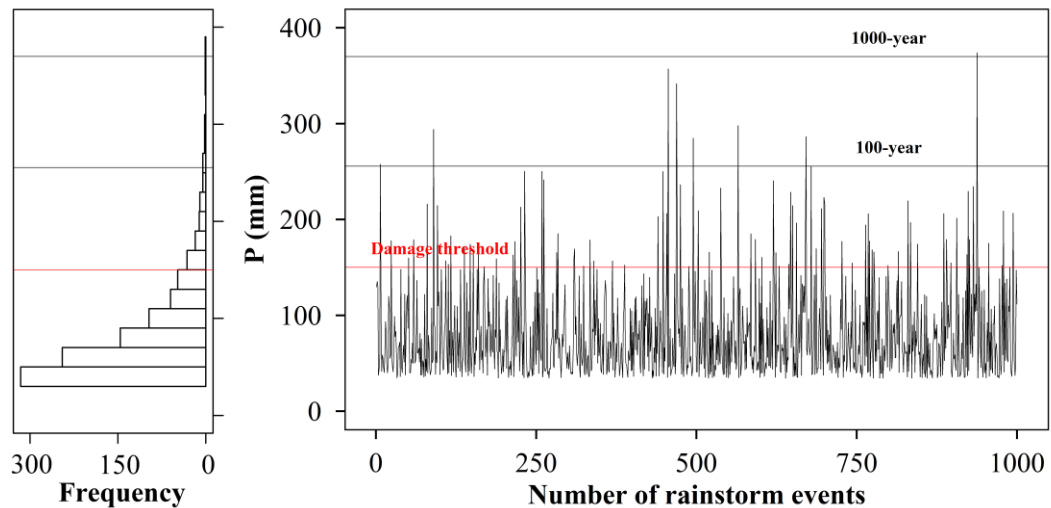 400
1000-year
300
100-year
200
Damage threshold
100
0
P (mm)
300 150 0
Frequency
0 250 500 750 1000
Number of rainstorm events